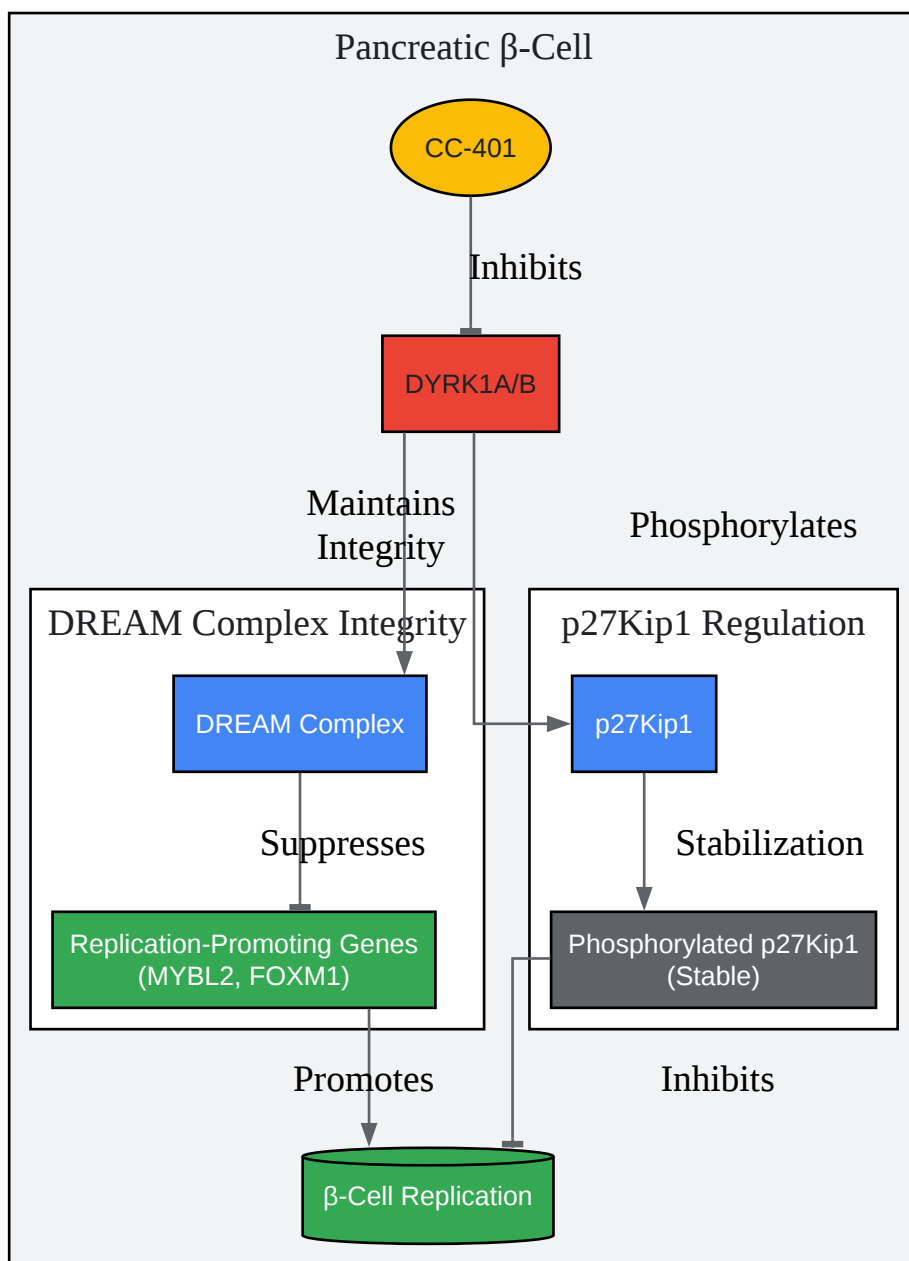 Pancreatic β-Cell
CC-401
Inhibits
DYRK1A/B
Maintains
Integrity
Phosphorylates
DREAM Complex Integrity
p27Kip1 Regulation
DREAM Complex
p27Kip1
Suppresses
Stabilization
Replication-Promoting Genes
(MYBL2, FOXM1)
Phosphorylated p27Kip1
(Stable)
Promotes
Inhibits
β-Cell Replication